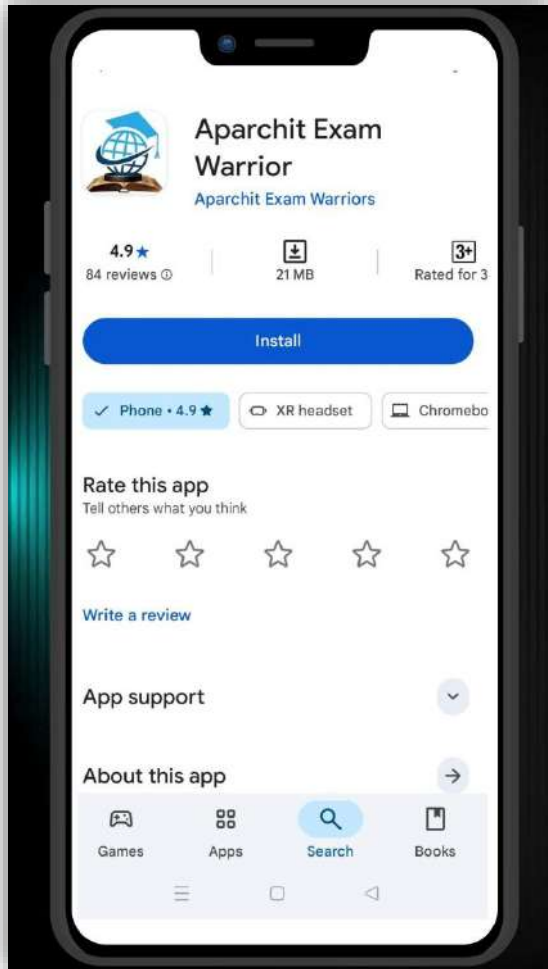 Aparchit Exam
Warrior
Aparchit Exam Warriors
4.9★
84 reviews
21 MB
3+
Rated for 3
Install
Phone • 4.9 ★
XR headset
Chromebo
Rate this app
Tell others what you think
Write a review
App support
About this app
Games
Apps
Search
Books